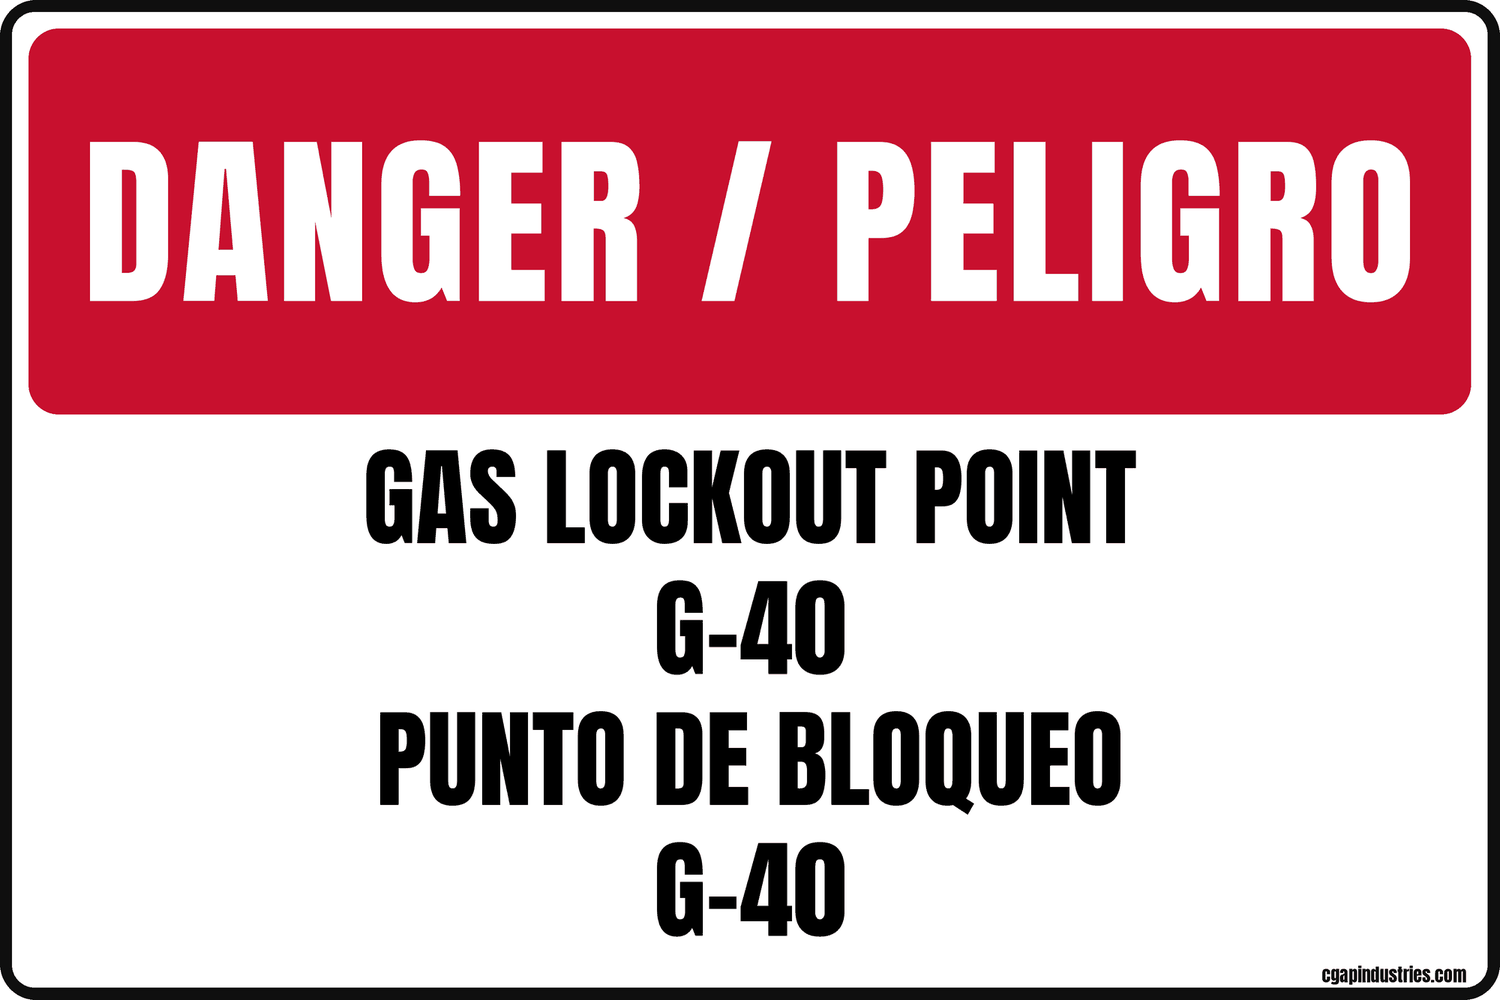 DANGER / PELIGRO
GAS LOCKOUT POINT
G-40
PUNTO DE BLOQUEO
G-40
cgapindustries.com